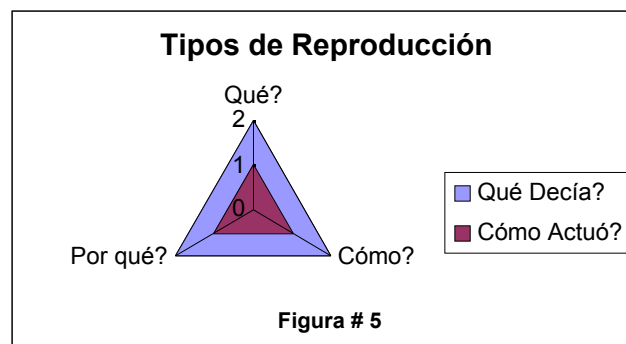 Tipos de Reproducción
Qué?
2
1
0
Por qué?
Cómo?
Qué Decía?
Cómo Actuó?
Figura # 5